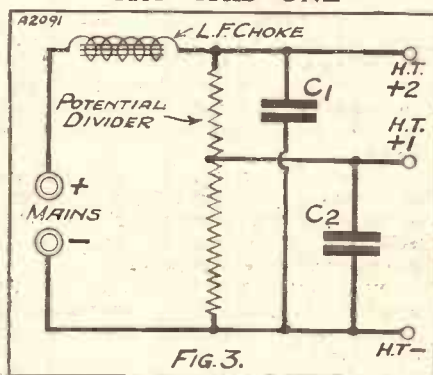 A2091
L.F. CHOKE
H.T.
+2
POTENTIAL
DIVIDER
C1
H.T.
+1
+
MAINS
-
C2
H.T-
FIG. 3.